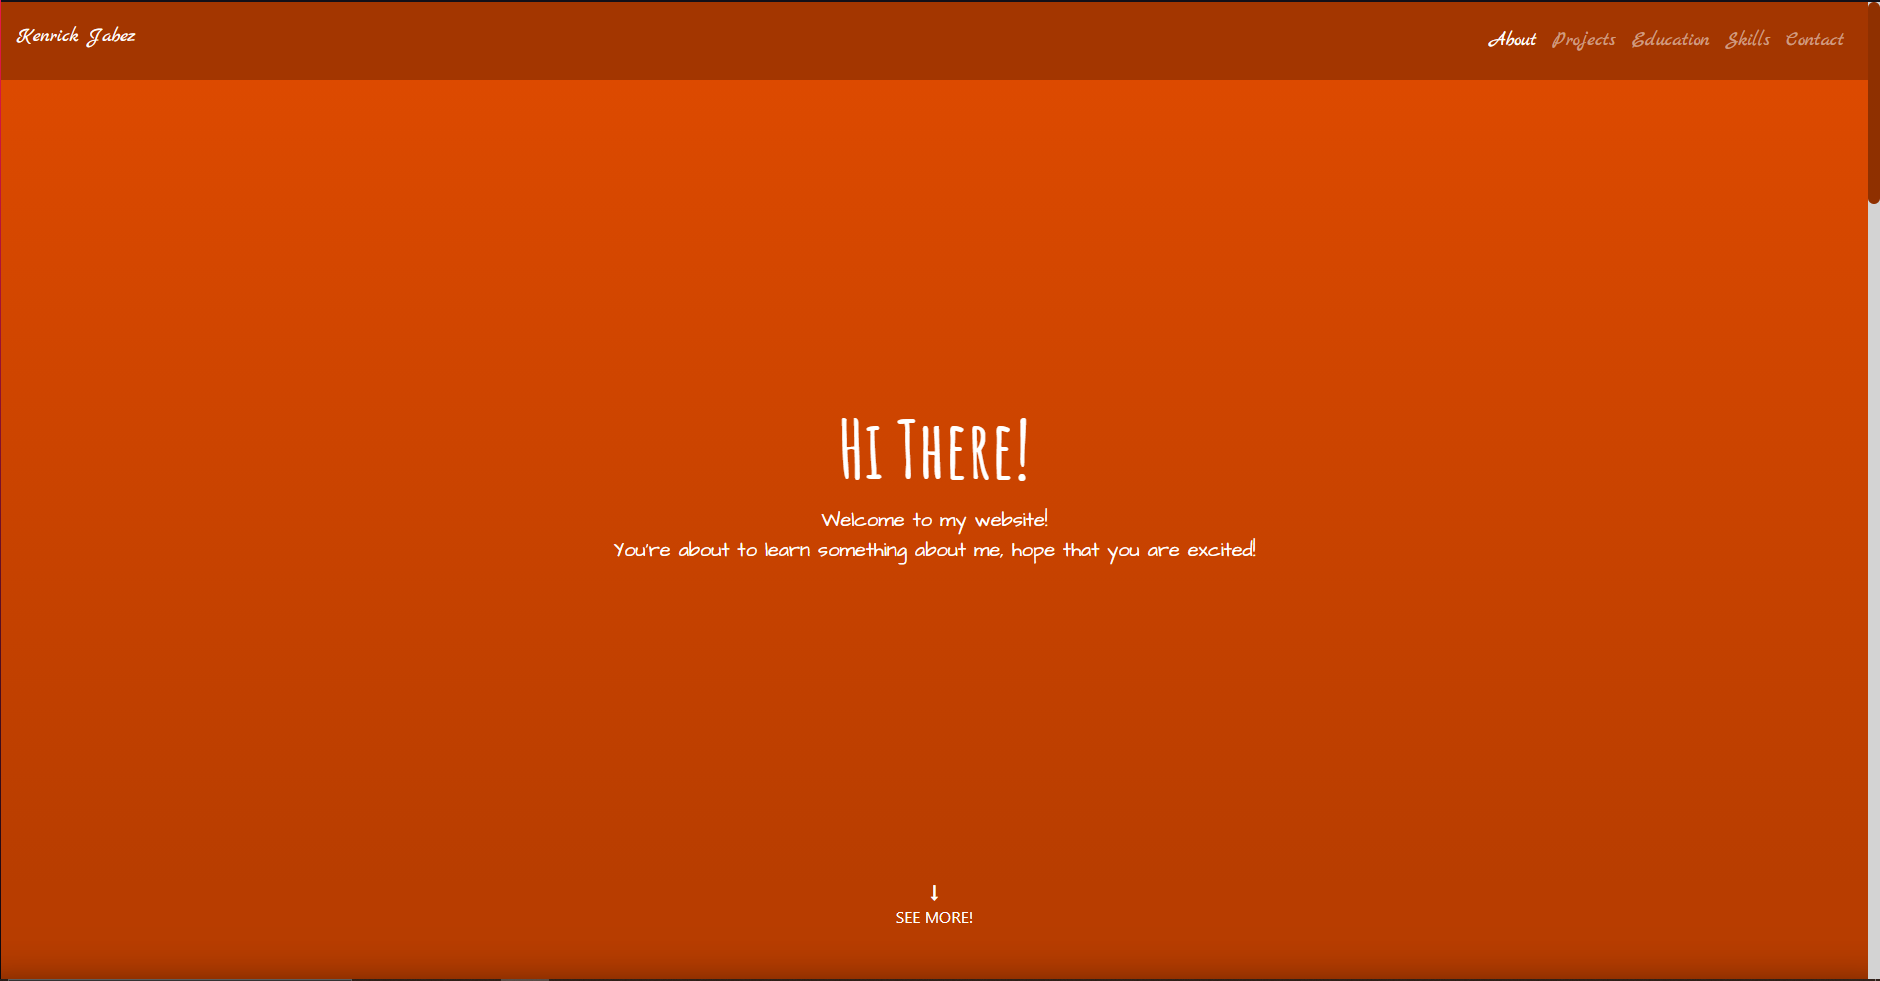 Kenrick Jabez
About Projects Education Skills Contact
Hi There!
Welcome to my website!
You're about to learn something about me, hope that you are excited!
SEE MORE!